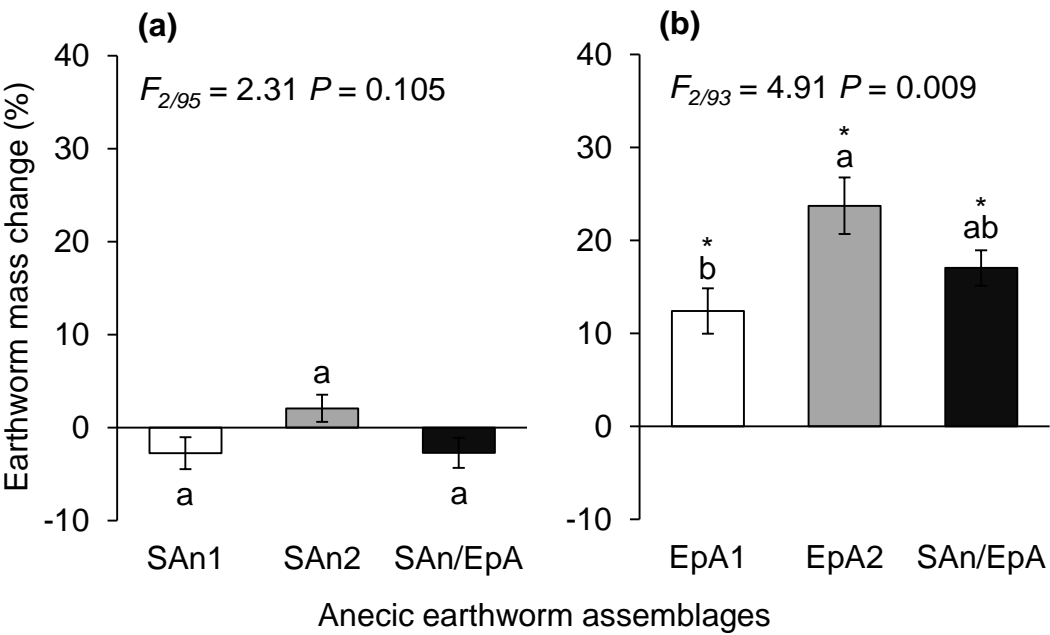 (a)
F2/95 = 2.31 P = 0.105
Earthworm mass change (%)
40
30
20
10
0
-10
a
a
a
SAn1 SAn2 SAn/EpA
(b)
F2/93 = 4.91 P = 0.009
40
30
20
10
0
-10
*
b
*
a
*
ab
EpA1 EpA2 SAn/EpA
Anecic earthworm assemblages